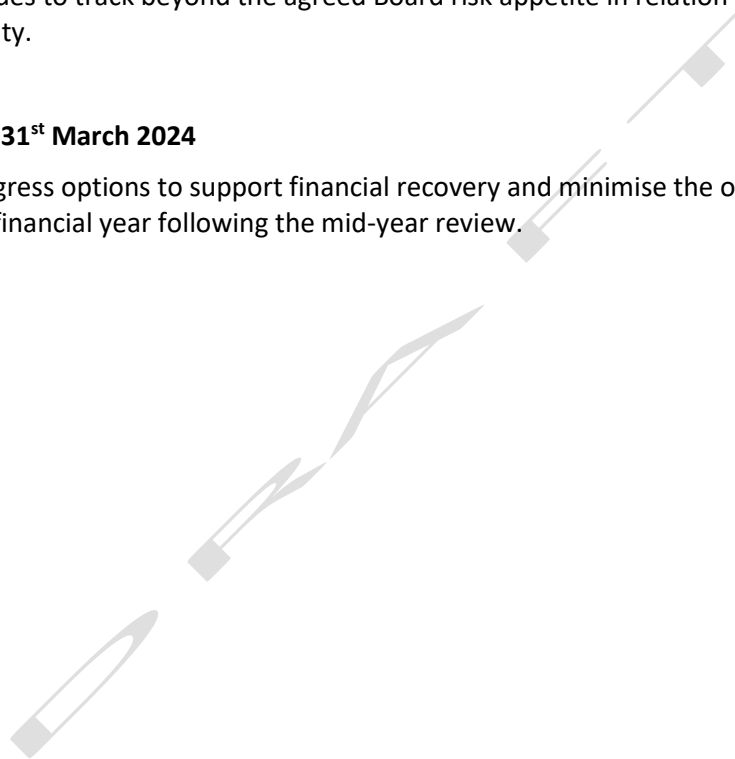 to track beyond the agreed Board risk appetite in relation
ty.
31st March 2024
gress options to support financial recovery and minimise the o
financial year following the mid-year review.